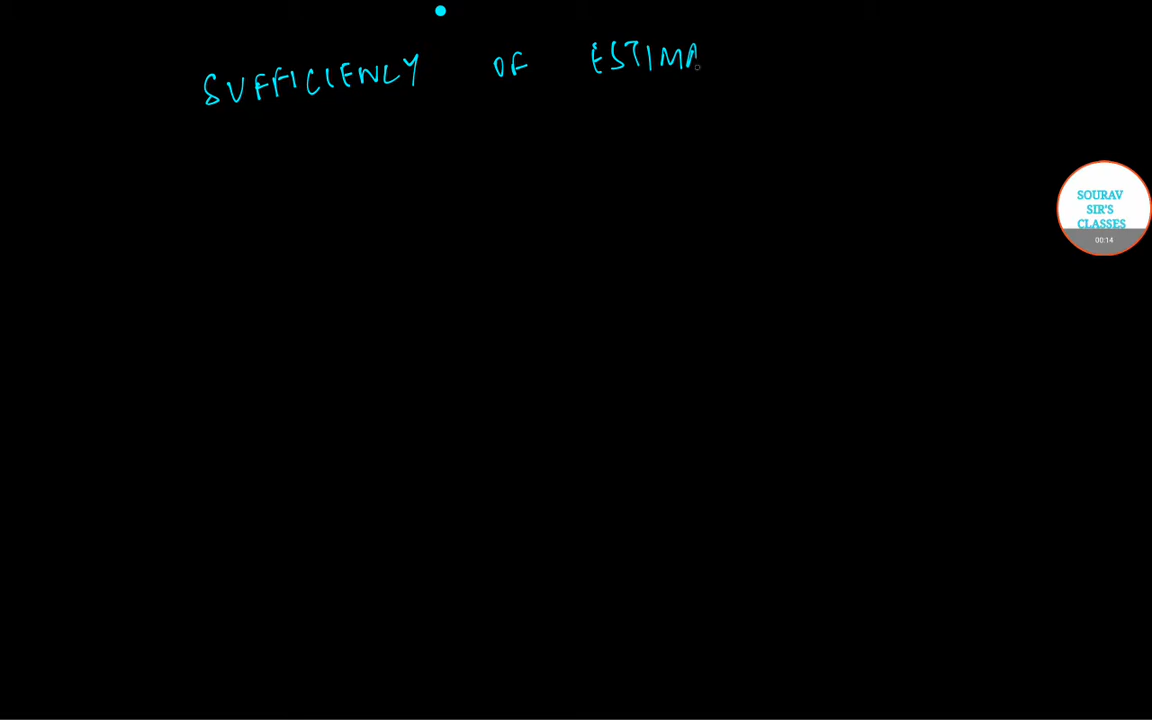 SUFFICIENCY OF ESTIMA
SOURAV
SIR'S
CLASSES
00:14